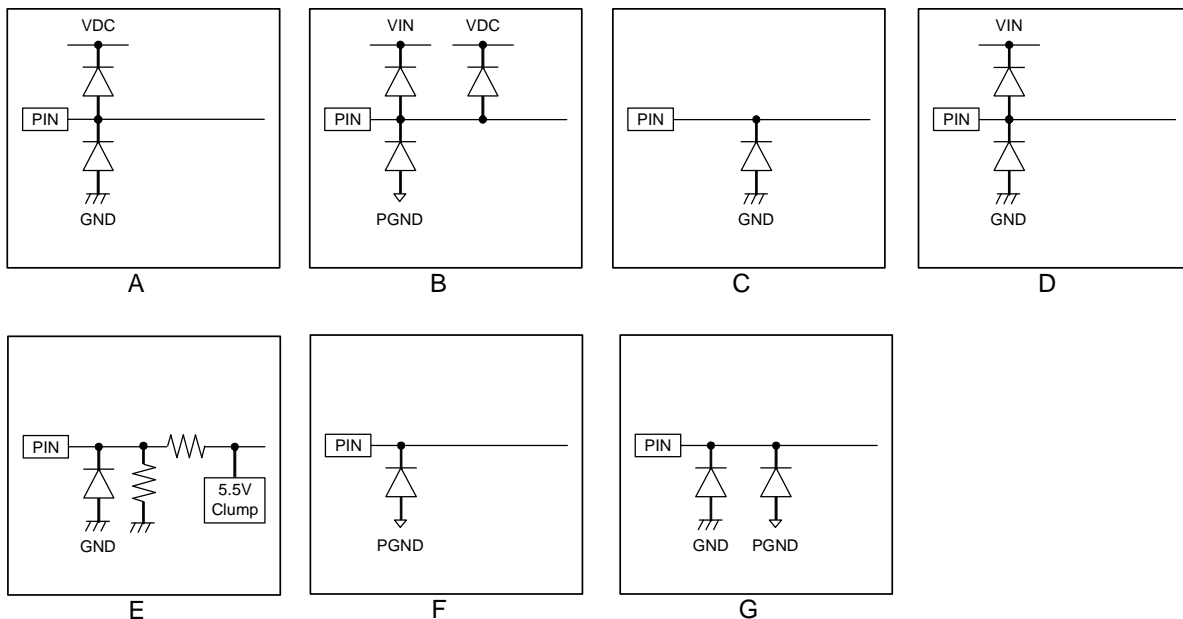 VDC
PIN
GND
A
VIN VDC
PIN
PGND
B
PIN
GND
C
VIN
PIN
GND
D
PIN
5.5V
Clump
GND
E
PIN
PGND
F
PIN
GND PGND
G